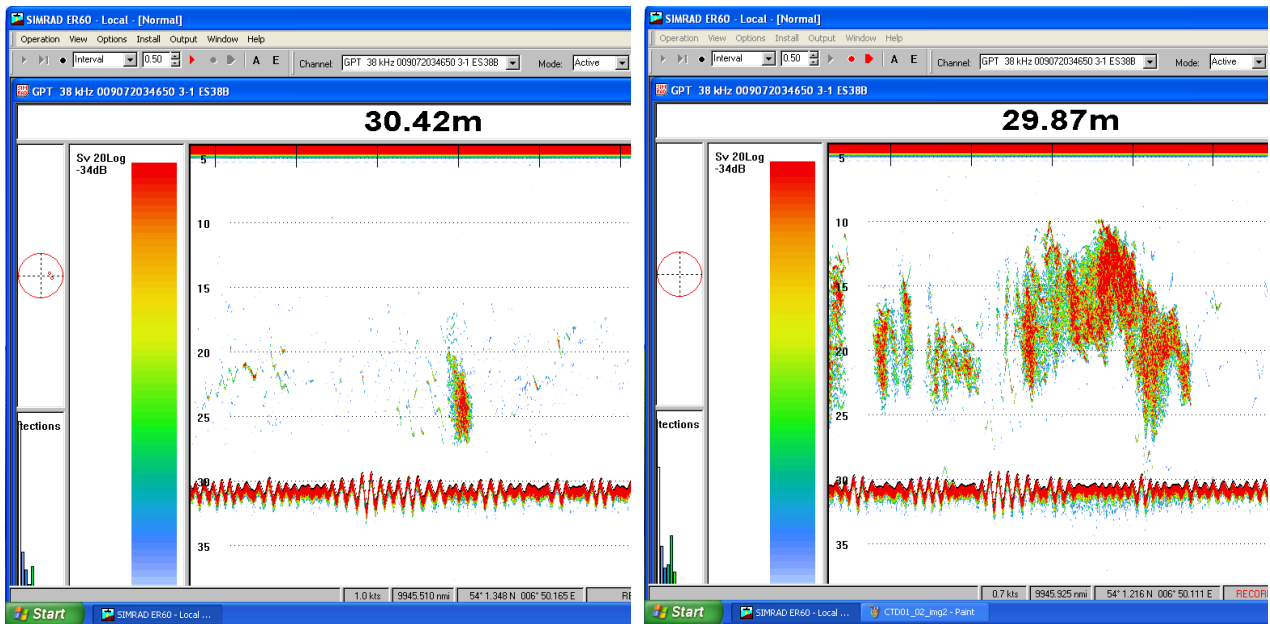 SIMRAD ER60 - Local - [Normal]
Operation View Options Install Output Window Help
Interval 0.50 A E Channel: GPT 38 kHz 009072034650 3-1 ES38B Mode: Active
GPT 38 kHz 009072034650 3-1 ES38B
30.42m
Sv 20Log
-34dB
5
10
15
20
25
30
35
tections
1.0 kts 9945.510 nmi 54° 1.348 N 006° 50.165 E RE
Start SIMRAD ER60 - Local ...
SIMRAD ER60 - Local - [Normal]
Operation View Options Install Output Window Help
Interval 0.50 A E Channel: GPT 38 kHz 009072034650 3-1 ES38B Mode: Active
GPT 38 kHz 009072034650 3-1 ES38B
29.87m
Sv 20Log
-34dB
5
10
15
20
25
30
35
tections
0.7 kts 9945.925 nmi 54° 1.216 N 006° 50.111 E RECOR
Start SIMRAD ER60 - Local ... CTD01_02_img2 - Paint